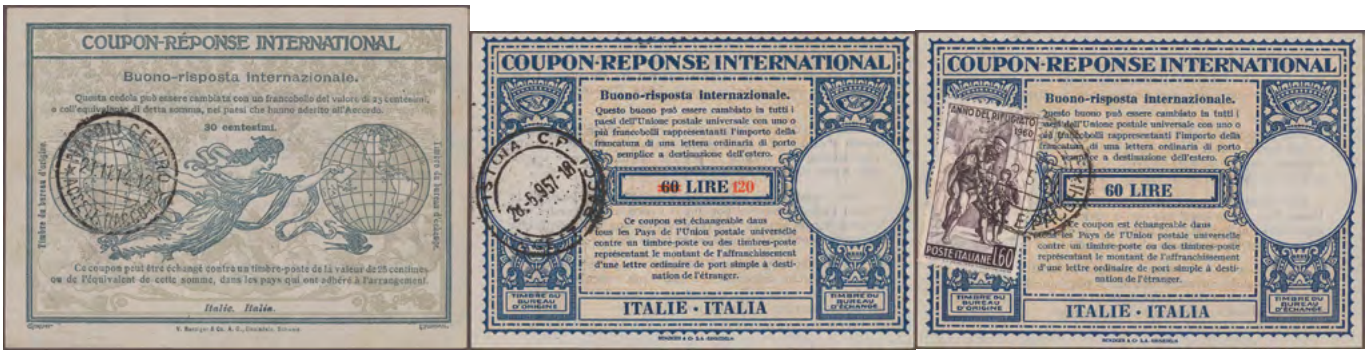 COUPON-RÉPONSE INTERNATIONAL
Buono-risposta internazionale.
Questa cedola può essere cambiata con un francobollo del valore di 25 centesimi,
o coll'equivalente di detta somma, nei paesi che hanno aderito all'Accordo.
30 centesimi.
NAPOLI CENTRO
Timbre du bureau d'origine
Timbre du bureau d'échange
Ce coupon peut être échangé contre un timbre-poste de la valeur de 25 centimes
ou de l'équivalent de cette somme, dans les pays qui ont adhéré à l'arrangement.
Italie. Italia.
COUPON-REPONSE INTERNATIONAL
Buono-risposta internazionale.
Questo buono può essere cambiato in tutti i
paesi dell'Unione postale universale con uno o
più francobolli rappresentanti l'importo della
francatura di una lettera ordinaria di porto
semplice a destinazione dell'estero.
60 LIRE 120
28.6.957-18
Ce coupon est échangeable dans
tous les Pays de l'Union postale universelle
contre un timbre-poste ou des timbres-poste
représentant le montant de l'affranchissement
d'une lettre ordinaire de port simple à desti-
nation de l'étranger.
TIMBRE DU
BUREAU
D'ORIGINE
ITALIE - ITALIA
TIMBRE DU
BUREAU
D'ÉCHANGE
COUPON-REPONSE INTERNATIONAL
Buono-risposta internazionale.
Questo buono può essere cambiato in tutti i
paesi dell'Unione postale universale con uno o
più francobolli rappresentanti l'importo della
francatura di una lettera ordinaria di porto
semplice a destinazione dell'estero.
ANNO DEL RIFUGIATO
1960
60 LIRE
POSTE ITALIANE L60
Ce coupon est échangeable dans
tous les Pays de l'Union postale universelle
contre un timbre-poste ou des timbres-poste
représentant le montant de l'affranchissement
d'une lettre ordinaire de port simple à desti-
nation de l'étranger.
TIMBRE DU
BUREAU
D'ORIGINE
ITALIE - ITALIA
TIMBRE DU
BUREAU
D'ÉCHANGE